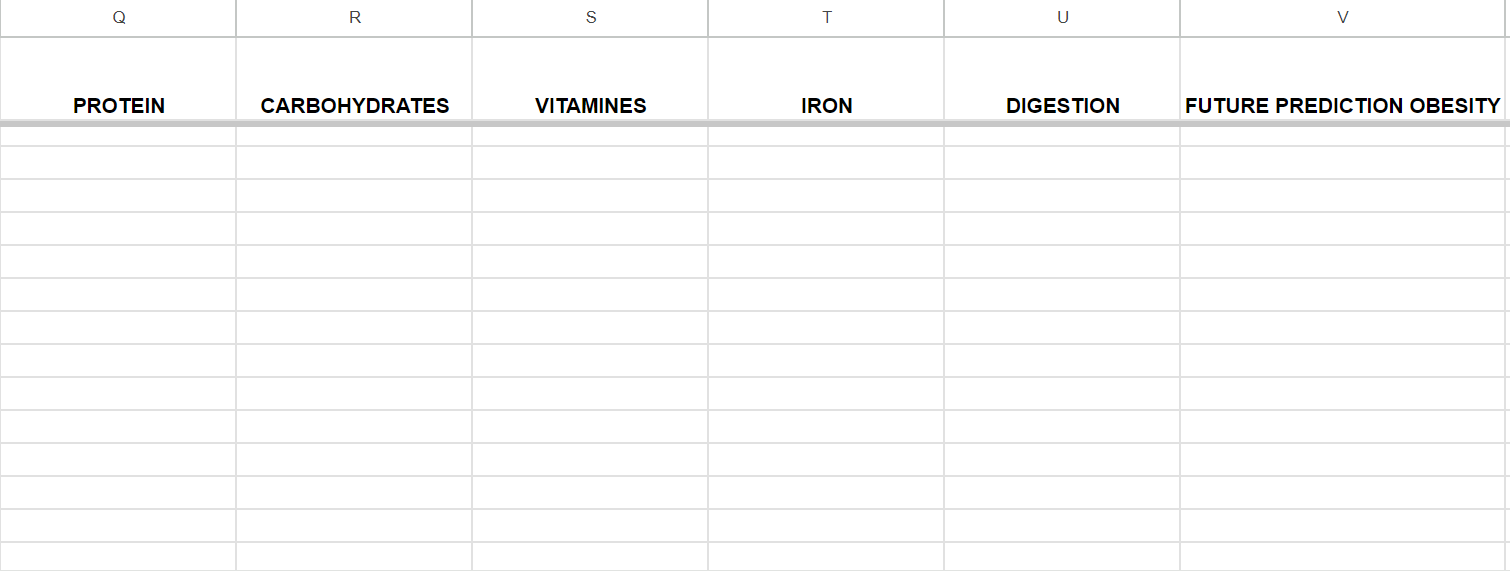 Q R S T U V
PROTEIN CARBOHYDRATES VITAMINES IRON DIGESTION FUTURE PREDICTION OBESITY